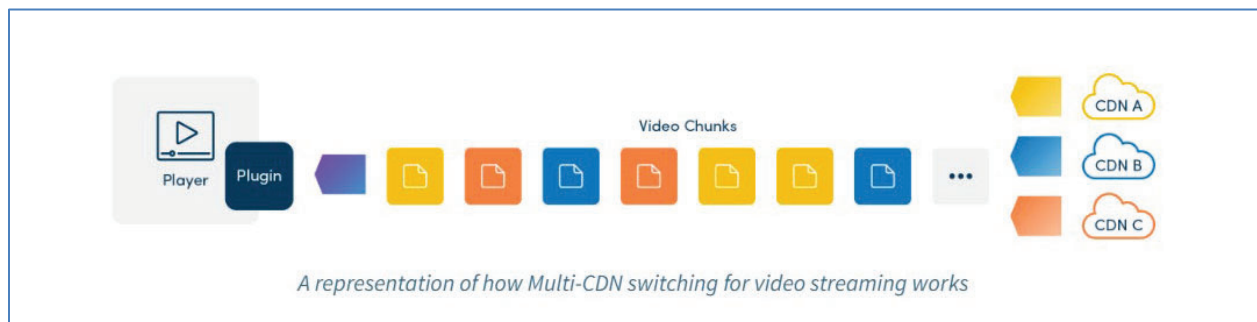 Video Chunks
Player
Plugin
•••
CDN A
CDN B
CDN C
A representation of how Multi-CDN switching for video streaming works